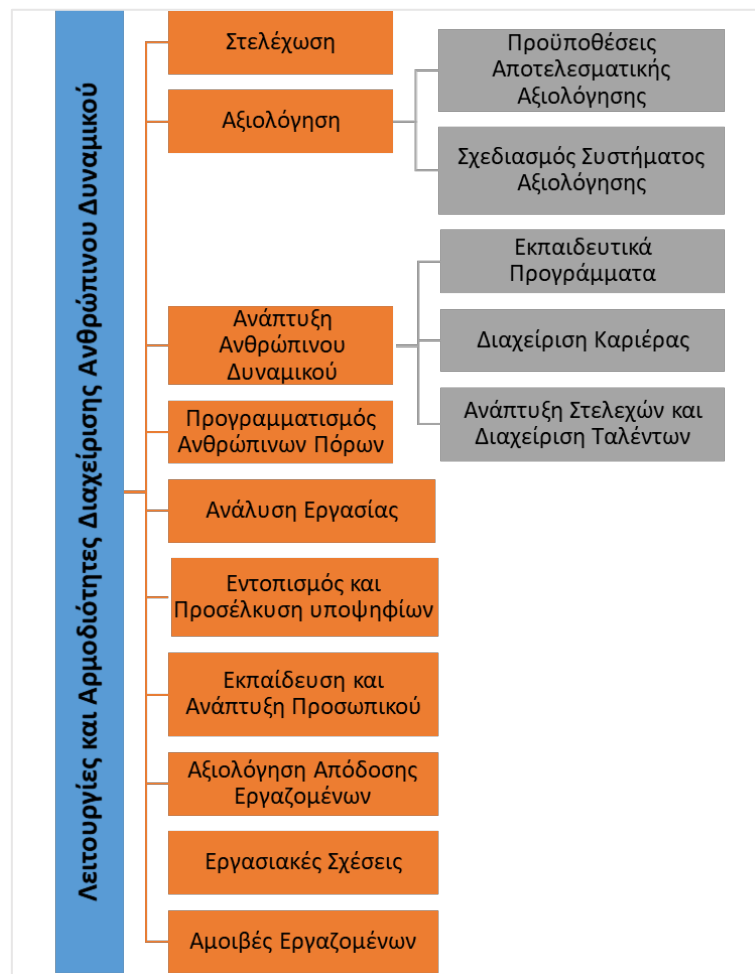 Λειτουργίες και Αρμοδιότητες Διαχείρισης Ανθρώπινου Δυναμικού
Στελέχωση
Αξιολόγηση
Προϋποθέσεις
Αποτελεσματικής
Αξιολόγησης
Σχεδιασμός Συστήματος
Αξιολόγησης
Ανάπτυξη
Ανθρώπινου
Δυναμικού
Εκπαιδευτικά
Προγράμματα
Διαχείριση Καριέρας
Ανάπτυξη Στελεχών και
Διαχείριση Ταλέντων
Προγραμματισμός
Ανθρώπινων Πόρων
Ανάλυση Εργασίας
Εντοπισμός και
Προσέλκυση υποψηφίων
Εκπαίδευση και
Ανάπτυξη Προσωπικού
Αξιολόγηση Απόδοσης
Εργαζομένων
Εργασιακές Σχέσεις
Αμοιβές Εργαζομένων